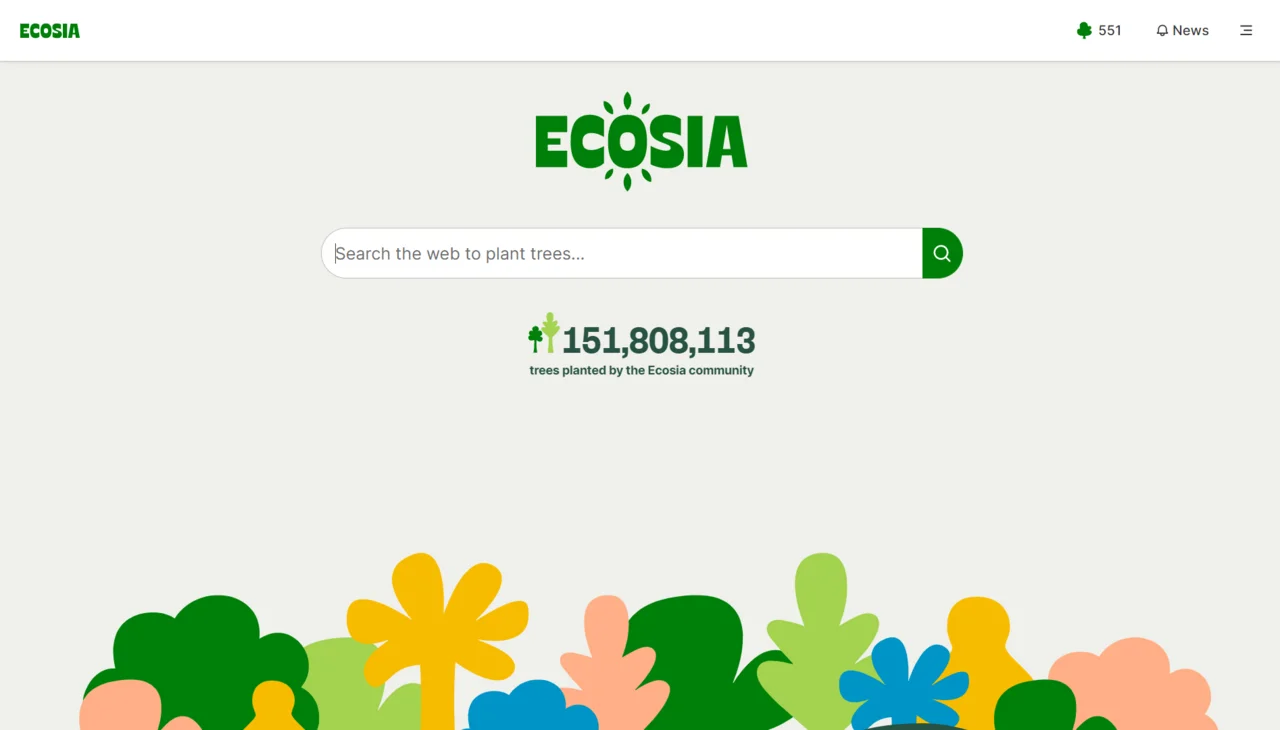 ECOSIA
551
News
ECOSIA
Search the web to plant trees...
151,808,113
trees planted by the Ecosia community